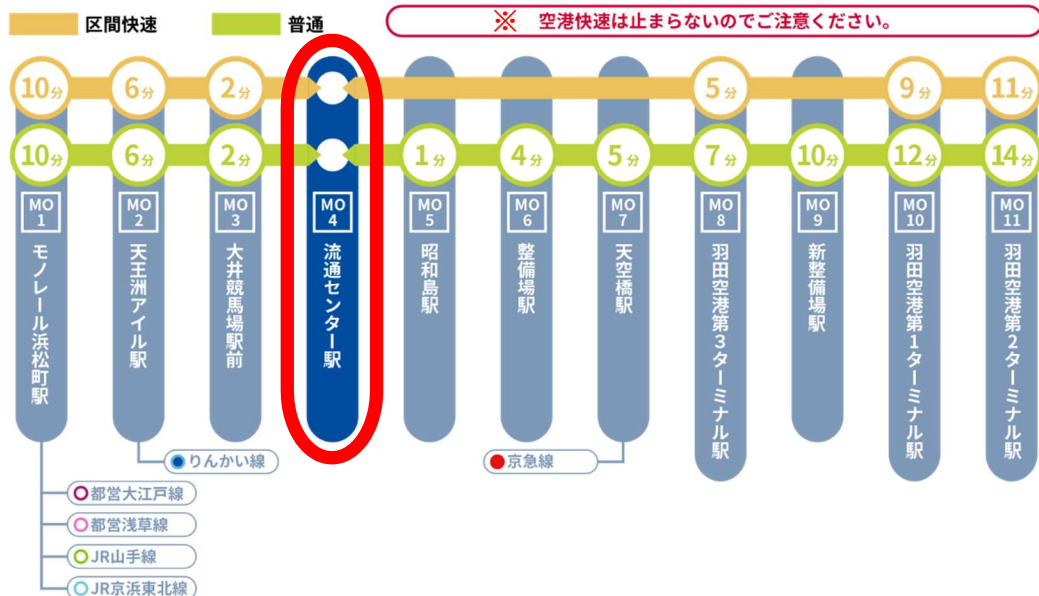 区間快速
普通
※ 空港快速は止まらないのでご注意ください。
10分 6分 2分 5分 9分 11分
10分 6分 2分 1分 4分 5分 7分 10分 12分 14分
MO 1
MO 2
MO 3
MO 4
MO 5
MO 6
MO 7
MO 8
MO 9
MO 10
MO 11
モノレール浜松町駅
天王洲アイル駅
大井競馬場駅前
流通センター駅
昭和島駅
整備場駅
天空橋駅
羽田空港第3ターミナル駅
新整備場駅
羽田空港第1ターミナル駅
羽田空港第2ターミナル駅
りんかい線
京急線
都営大江戸線
都営浅草線
JR山手線
JR京浜東北線